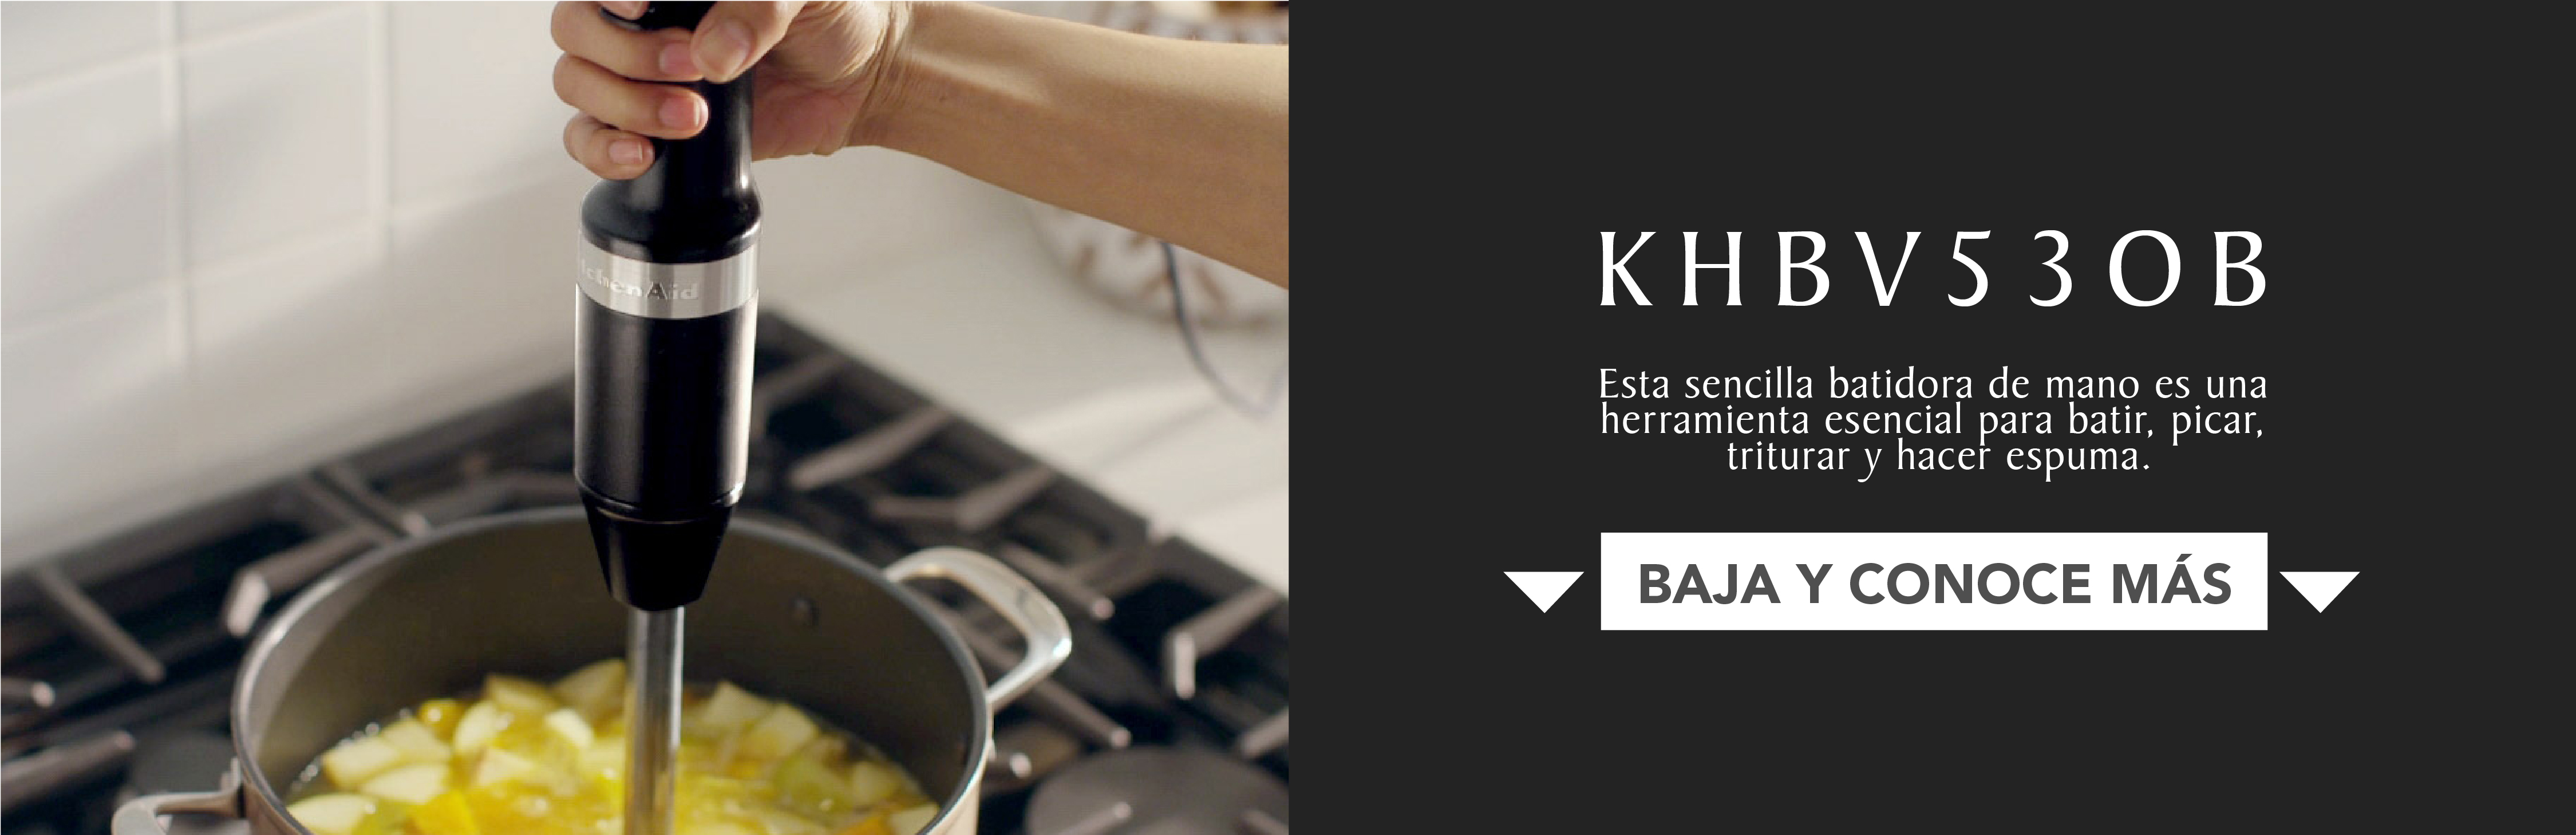 KitchenAid
KHBV53OB
Esta sencilla batidora de mano es una
herramienta esencial para batir, picar,
triturar y hacer espuma.
BAJA Y CONOCE MÁS